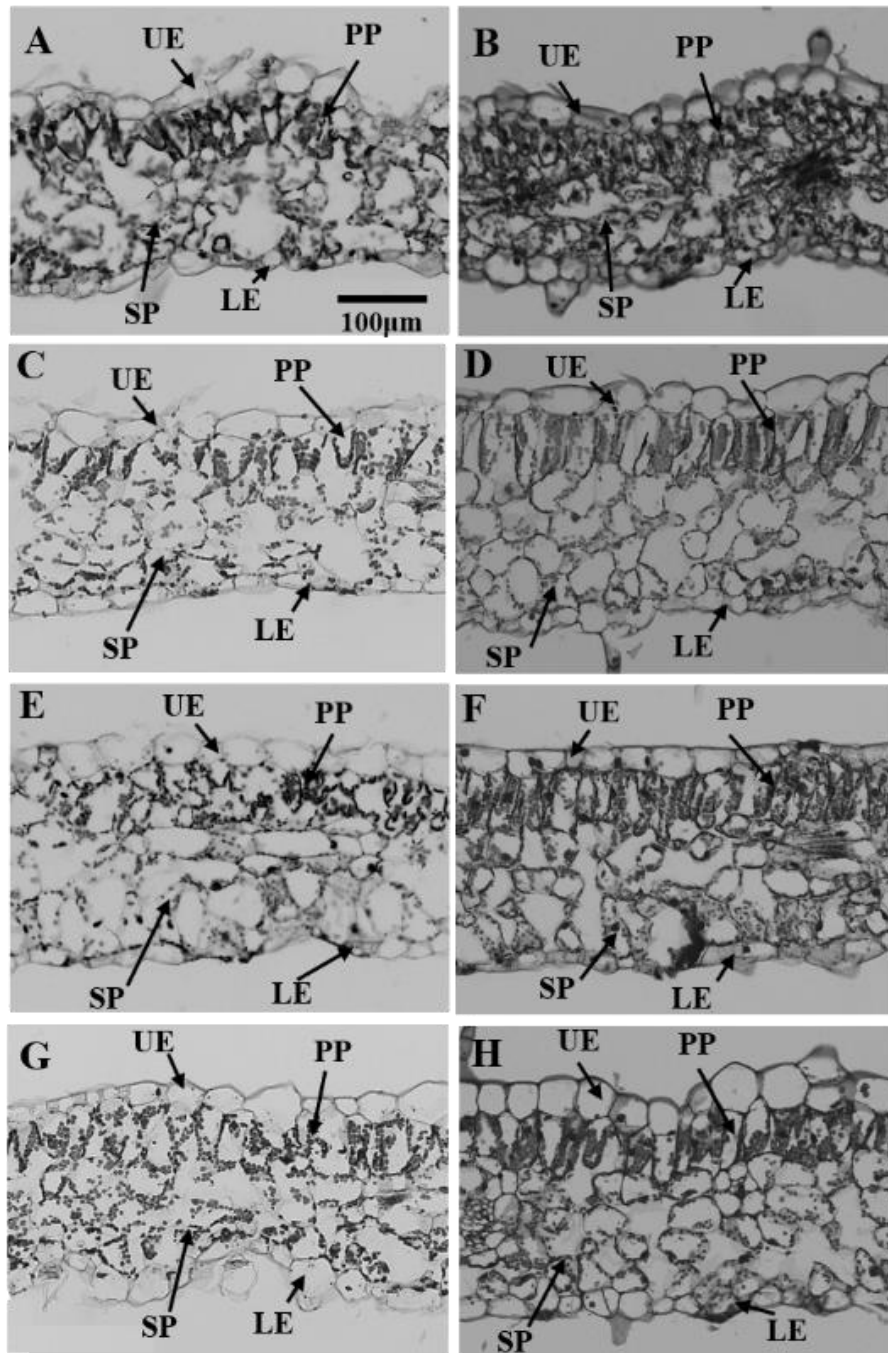 A UE PP
SP LE
100μm
B UE PP
SP LE
C UE PP
SP LE
D UE PP
SP LE
E UE PP
SP LE
F UE PP
SP LE
G UE PP
SP LE
H UE PP
SP LE